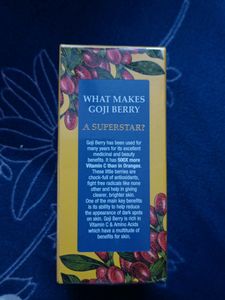 WHAT MAKES
GOJI BERRY
A SUPERSTAR?
Goji Berry has been used for
many years for its excellent
medicinal and beauty
benefits. It has 500X more
Vitamin C than in Oranges.
These little berries are
chock-full of antioxidants,
fight free radicals like none
other and help in giving
clearer, brighter skin.
One of the main key benefits
is its ability to help reduce
the appearance of dark spots
on skin. Goji Berry is rich in
Vitamin C & Amino Acids
which have a multitude of
benefits for skin.